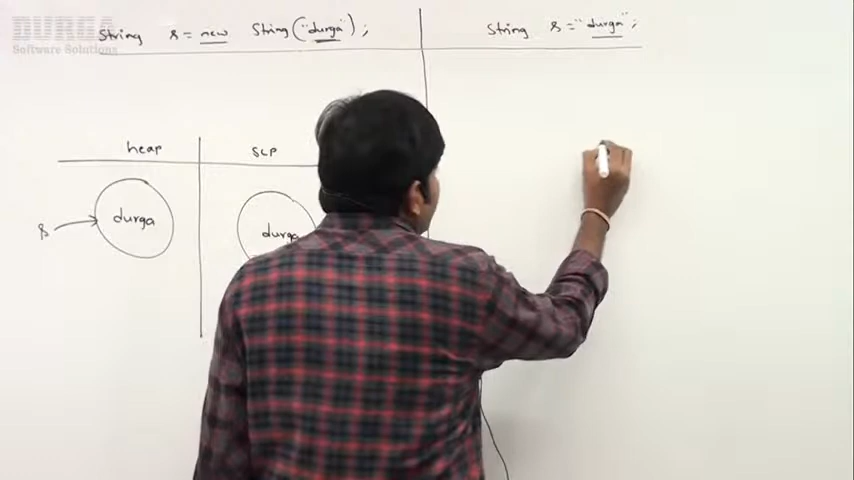 DURGA
Software Solutions
String s = new String("durga");
String s = "durga";
heap
scp
s
durga
durga